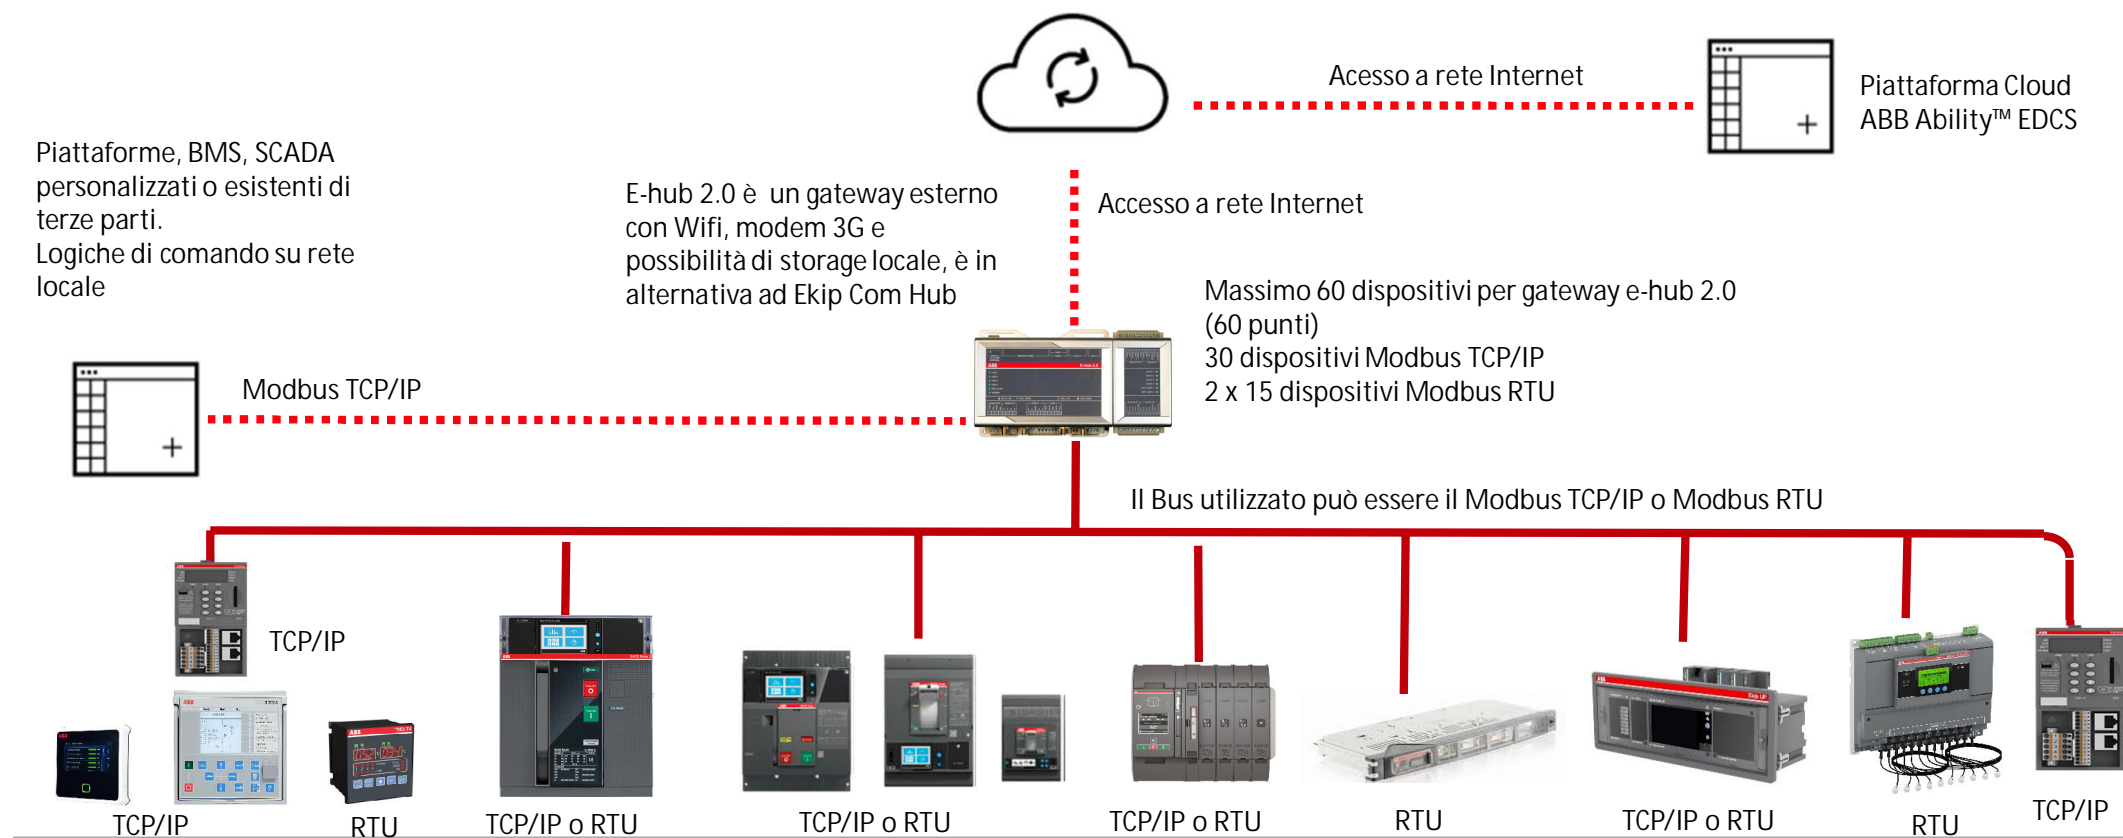 Acesso a rete Internet
Piattaforma Cloud
ABB Ability™ EDCS
Piattaforme, BMS, SCADA
personalizzati o esistenti di
terze parti.
Logiche di comando su rete
locale
E-hub 2.0 è un gateway esterno
con Wifi, modem 3G e
possibilità di storage locale, è in
alternativa ad Ekip Com Hub
Accesso a rete Internet
Massimo 60 dispositivi per gateway e-hub 2.0
(60 punti)
30 dispositivi Modbus TCP/IP
2 x 15 dispositivi Modbus RTU
Modbus TCP/IP
Il Bus utilizzato può essere il Modbus TCP/IP o Modbus RTU
TCP/IP
TCP/IP
RTU
TCP/IP o RTU
TCP/IP o RTU
TCP/IP o RTU
RTU
TCP/IP o RTU
RTU
TCP/IP